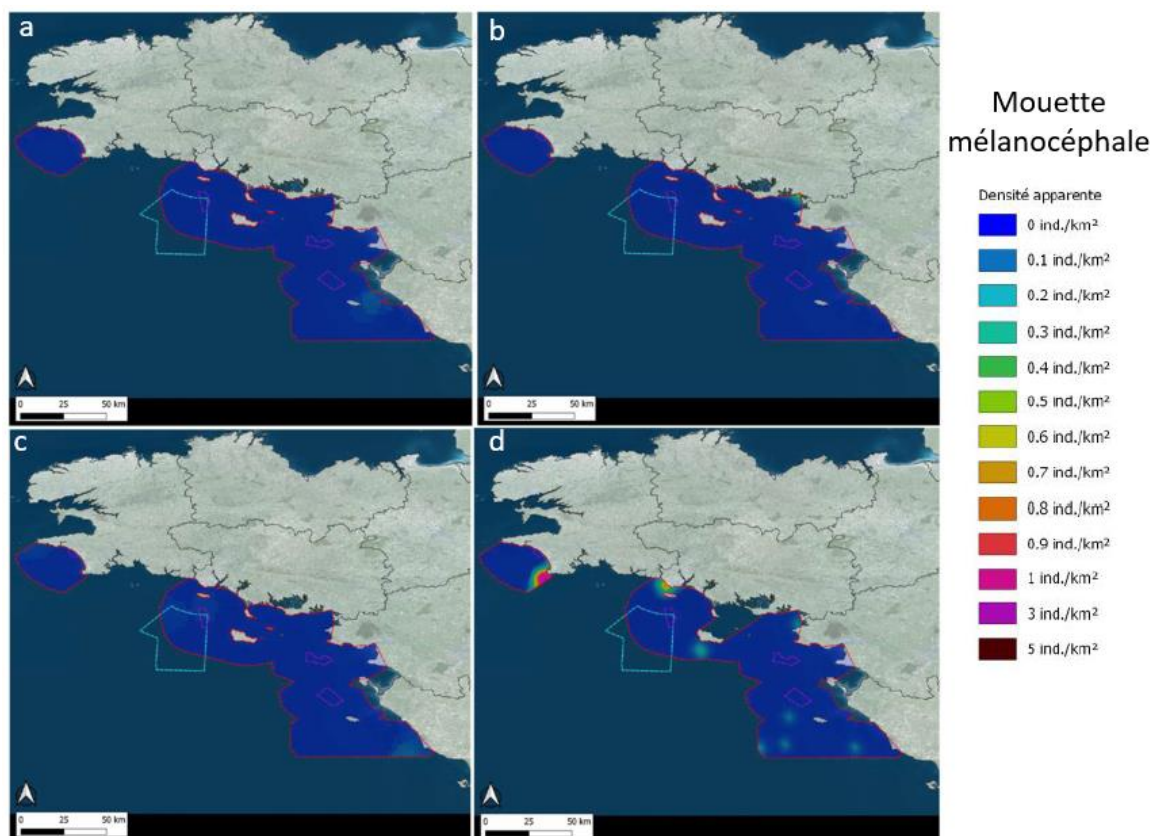 a
b
0 25 50 km
0 25 50 km
c
d
0 25 50 km
0 25 50 km
Mouette
mélanocéphale
Densité apparente
0 ind./km²
0.1 ind./km²
0.2 ind./km²
0.3 ind./km²
0.4 ind./km²
0.5 ind./km²
0.6 ind./km²
0.7 ind./km²
0.8 ind./km²
0.9 ind./km²
1 ind./km²
3 ind./km²
5 ind./km²